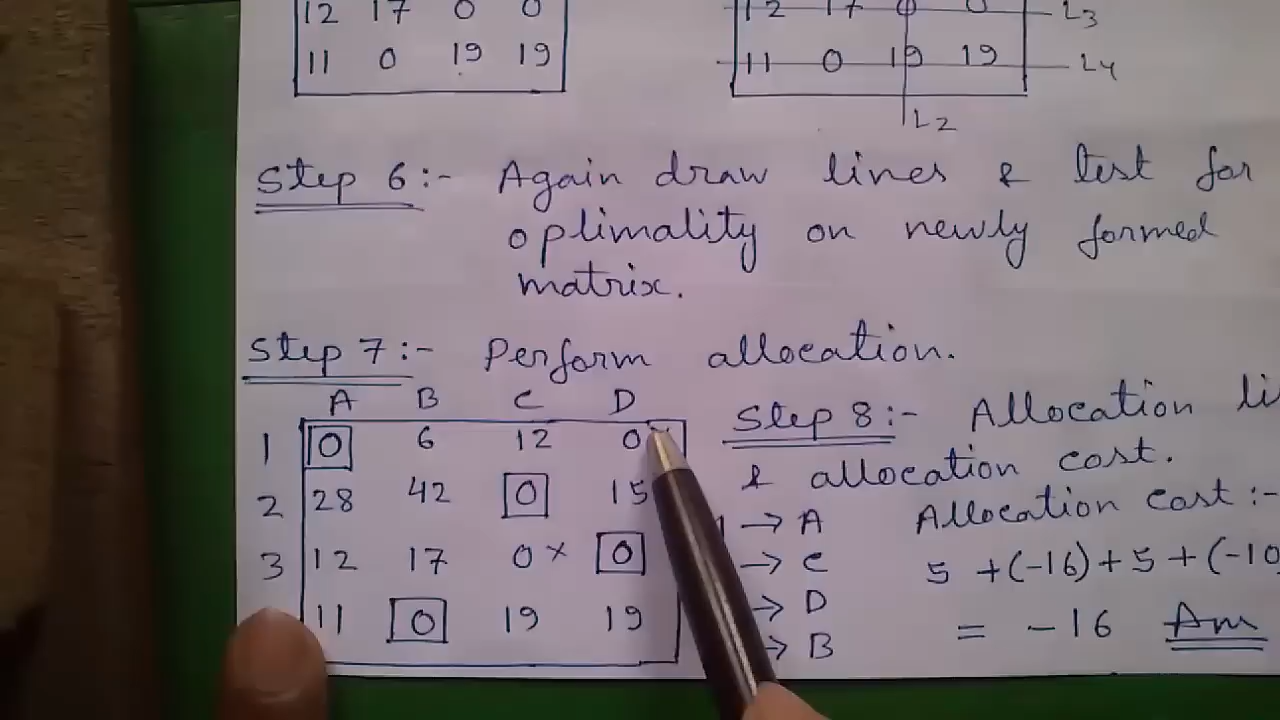 12 17 0 0
11 0 19 19
12 17 0 0 L3
11 0 19 19 L4
L2
Step 6:- Again draw lines & test for
optimality on newly formed
matrix.
Step 7:- Perform allocation.
A B C D
1 0 6 12 0
2 28 42 0 15
3 12 17 0 × 0
11 0 19 19
Step 8:- Allocation
& allocation cost.
→ A
→ C
→ D
→ B
Allocation cost:-
5 +(-16)+5+(-10
= -16 Ans